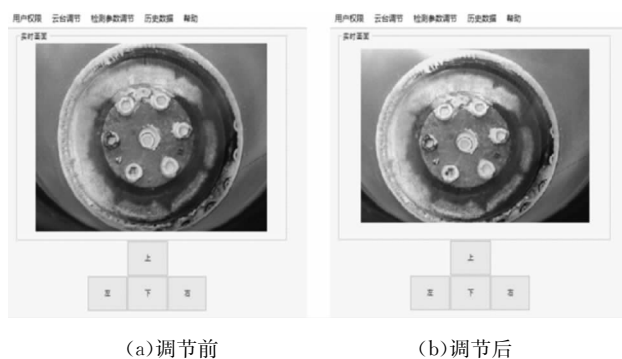 用户权限 云台调节 检测参数调节 历史数据 帮助
实时画面
上
左 下 右
用户权限 云台调节 检测参数调节 历史数据 帮助
实时画面
上
左 下 右
(a)调节前 (b)调节后